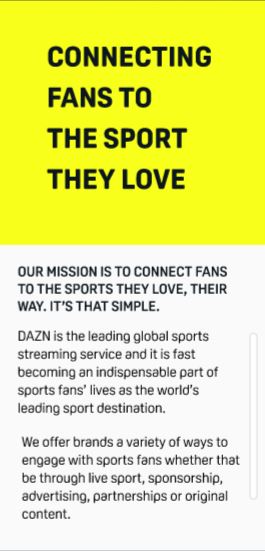 CONNECTING
FANS TO
THE SPORT
THEY LOVE
OUR MISSION IS TO CONNECT FANS
TO THE SPORTS THEY LOVE, THEIR
WAY. IT'S THAT SIMPLE.
DAZN is the leading global sports
streaming service and it is fast
becoming an indispensable part of
sports fans' lives as the world's
leading sport destination.
We offer brands a variety of ways to
engage with sports fans whether that
be through live sport, sponsorship,
advertising, partnerships or original
content.